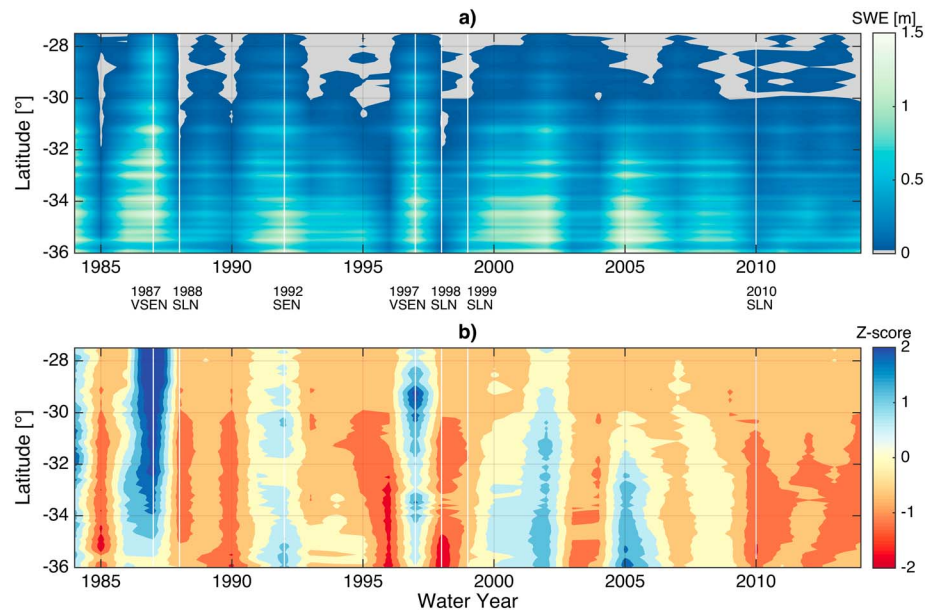 a)
SWE [m]
Latitude [°]
-28
-30
-32
-34
-36
1985 1990 1995 2000 2005 2010
1.5
1
0.5
0
1987 1988 1992 1997 1998 1999 2010
VSEN SLN SEN VSEN SLN SLN SLN
b)
Z-score
Latitude [°]
-28
-30
-32
-34
-36
1985 1990 1995 2000 2005 2010
2
1
0
-1
-2
Water Year